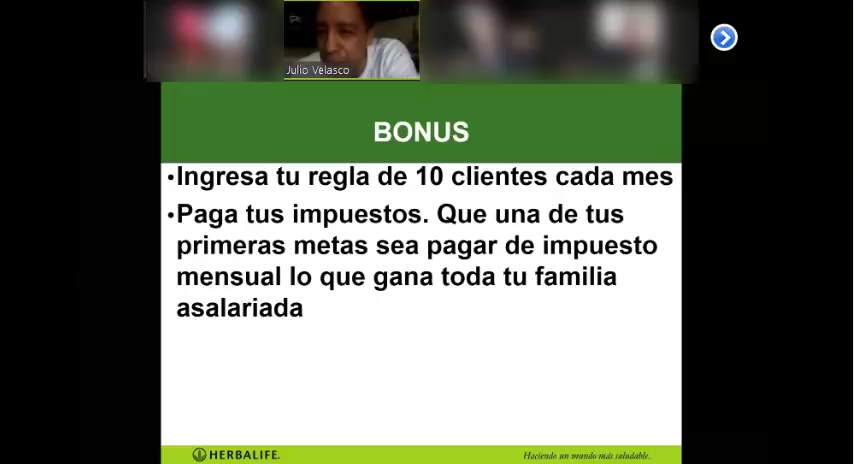 Julio Velasco
BONUS
•Ingresa tu regla de 10 clientes cada mes
•Paga tus impuestos. Que una de tus
primeras metas sea pagar de impuesto
mensual lo que gana toda tu familia
asalariada
HERBALIFE.
Haciendo un mundo más saludable.